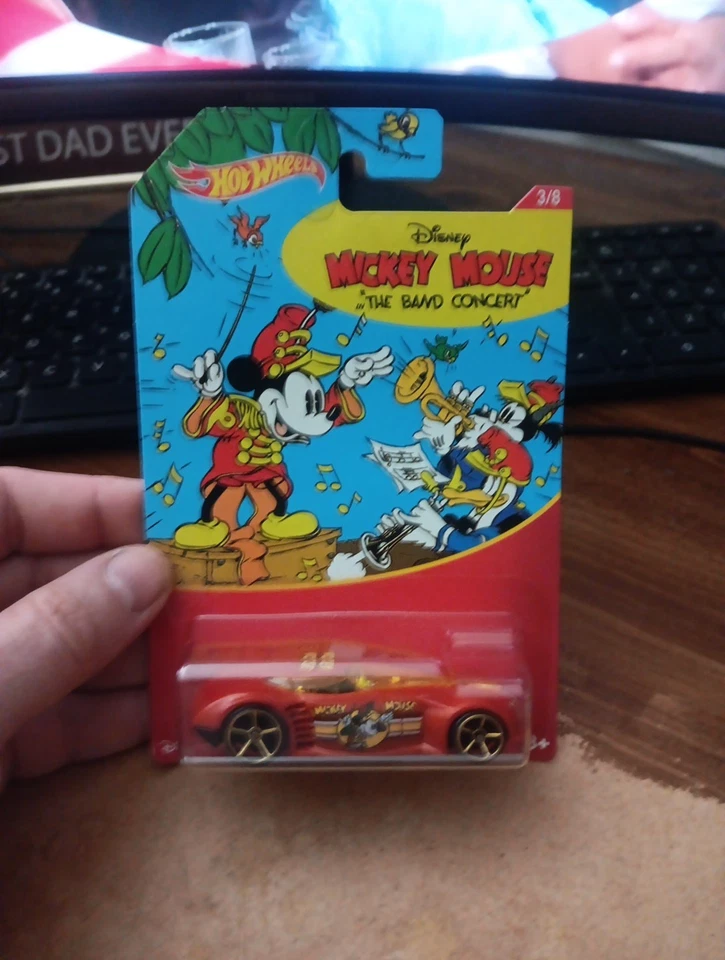 ST DAD EVE
HOT WHEELS
3/8
Disney
MICKEY MOUSE
"THE BAND CONCERT"
MICKEY MOUSE